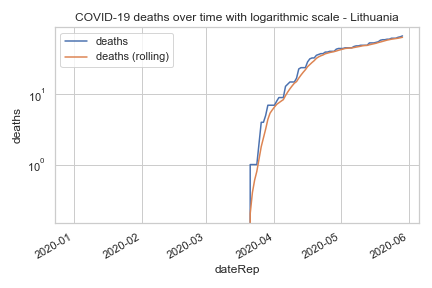 COVID-19 deaths over time with logarithmic scale - Lithuania
deaths
deaths (rolling)
10¹
10⁰
deaths
2020-01
2020-02
2020-03
2020-04
2020-05
2020-06
dateRep